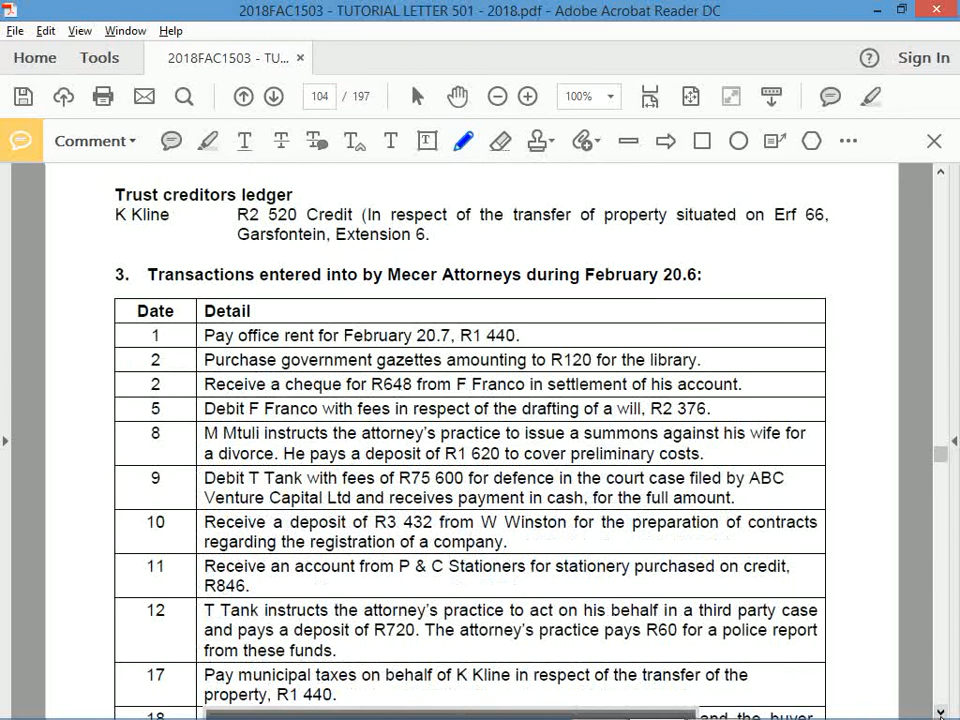 2018FAC1503 - TUTORIAL LETTER 501 - 2018.pdf - Adobe Acrobat Reader DC
File Edit View Window Help
Home Tools 2018FAC1503 - TU... × Sign In
104 / 197 100%
Comment
Trust creditors ledger
K Kline R2 520 Credit (In respect of the transfer of property situated on Erf 66,
Garsfontein, Extension 6.
3. Transactions entered into by Mecer Attorneys during February 20.6:
Date Detail
1 Pay office rent for February 20.7, R1 440.
2 Purchase government gazettes amounting to R120 for the library.
2 Receive a cheque for R648 from F Franco in settlement of his account.
5 Debit F Franco with fees in respect of the drafting of a will, R2 376.
8 M Mtuli instructs the attorney's practice to issue a summons against his wife for
a divorce. He pays a deposit of R1 620 to cover preliminary costs.
9 Debit T Tank with fees of R75 600 for defence in the court case filed by ABC
Venture Capital Ltd and receives payment in cash, for the full amount.
10 Receive a deposit of R3 432 from W Winston for the preparation of contracts
regarding the registration of a company.
11 Receive an account from P & C Stationers for stationery purchased on credit,
R846.
12 T Tank instructs the attorney's practice to act on his behalf in a third party case
and pays a deposit of R720. The attorney's practice pays R60 for a police report
from these funds.
17 Pay municipal taxes on behalf of K Kline in respect of the transfer of the
property, R1 440.
18 and the buyer